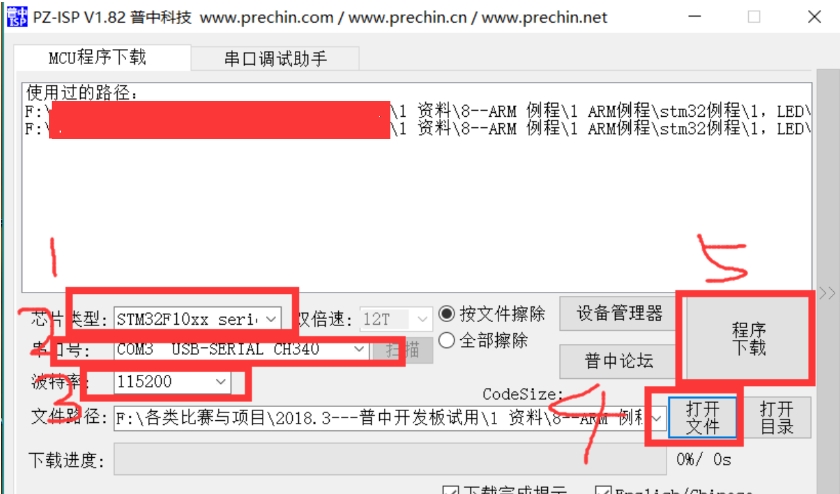 普中 ISP PZ-ISP V1.82 普中科技 www.prechin.com / www.prechin.cn / www.prechin.net
MCU程序下载 串口调试助手
使用过的路径:
F:\ \1 资料\8--ARM 例程\1 ARM例程\stm32例程\1, LED\
F:\ \1 资料\8--ARM 例程\1 ARM例程\stm32例程\1, LED\
1
5
芯片类型: STM32F10xx seri 双倍速: 12T 按文件擦除 设备管理器 程序下载
2
串口号: COM3 USB-SERIAL CH340 扫描 全部擦除
3
波特率: 115200 普中论坛
CodeSize:
4
文件路径: F:\各类比赛与项目\2018.3---普中开发板试用\1 资料\8--ARM 例 打开文件 打开目录
下载进度: 0%/ 0s
下载完成提示 English/Chinese